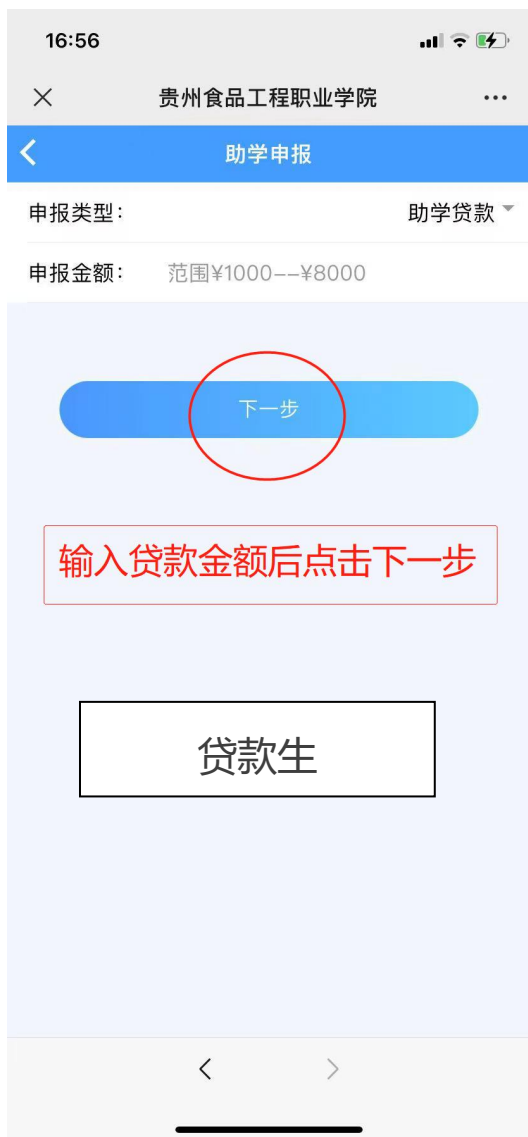 16:56
贵州食品工程职业学院
助学申报
申报类型： 助学贷款
申报金额： 范围¥1000--¥8000
下一步
输入贷款金额后点击下一步
贷款生